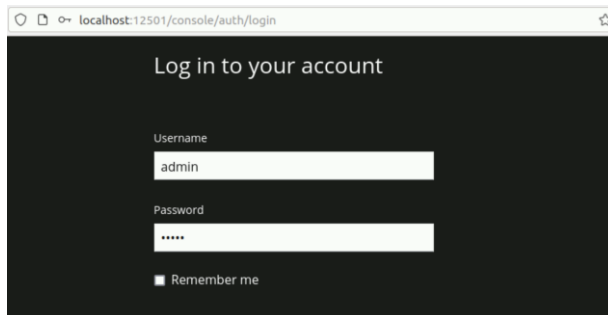 localhost:12501/console/auth/login
Log in to your account
Username
admin
Password
•••••
Remember me